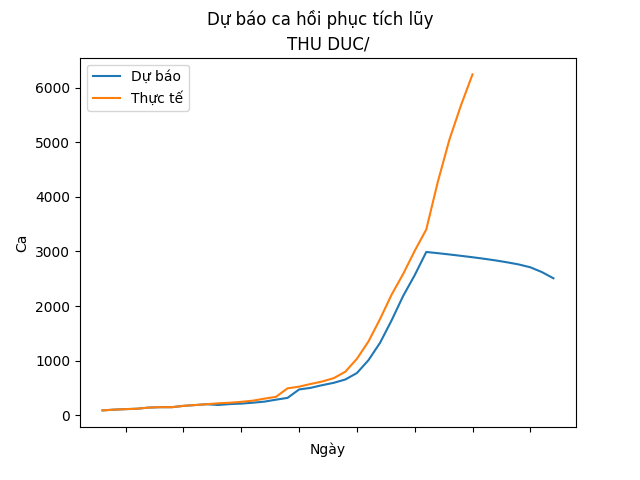 Dự báo ca hồi phục tích lũy
THU DUC/
Dự báo
Thực tế
6000
5000
4000
3000
2000
1000
0
Ca
Ngày